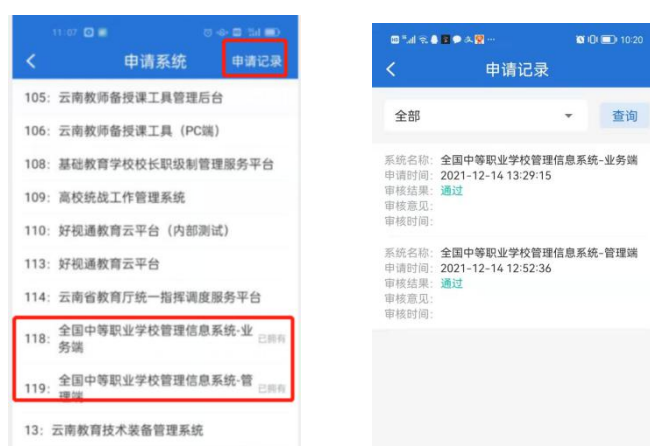 11:07
申请系统
申请记录
105: 云南教师备授课工具管理后台
106: 云南教师备授课工具（PC端）
108: 基础教育学校校长职级制管理服务平台
109: 高校统战工作管理系统
110: 好视通教育云平台（内部测试）
113: 好视通教育云平台
114: 云南省教育厅统一指挥调度服务平台
118: 全国中等职业学校管理信息系统-业
务端
已拥有
119: 全国中等职业学校管理信息系统-管
理端
已拥有
13: 云南教育技术装备管理系统
10:20
申请记录
全部
查询
系统名称: 全国中等职业学校管理信息系统-业务端
申请时间: 2021-12-14 13:29:15
审核结果: 通过
审核意见:
审核时间:
系统名称: 全国中等职业学校管理信息系统-管理端
申请时间: 2021-12-14 12:52:36
审核结果: 通过
审核意见:
审核时间: